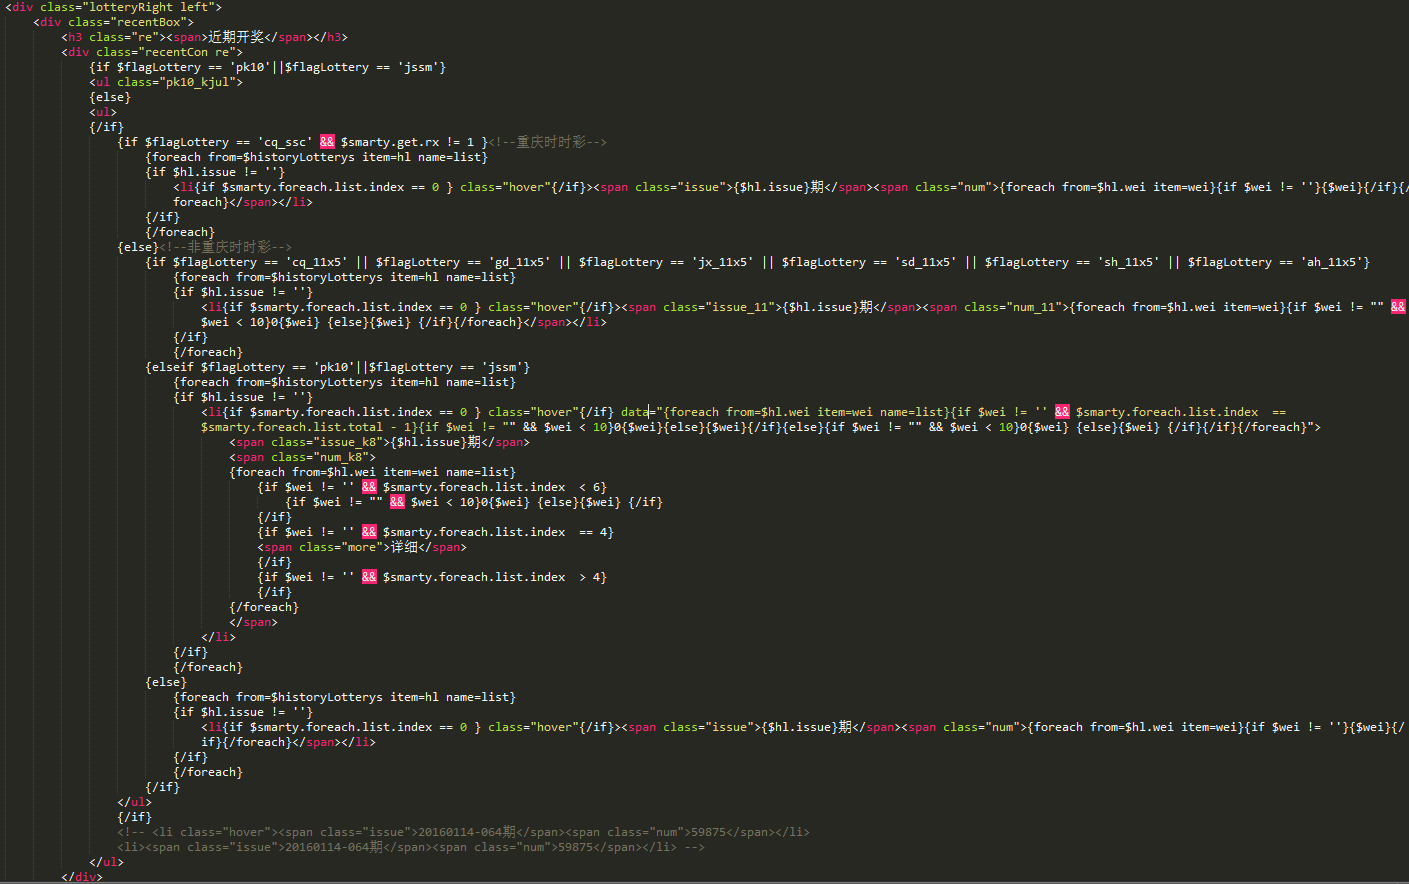 <div class="lotteryRight left">
<div class="recentBox">
<h3 class="re"><span>近期开奖</span></h3>
<div class="recentCon re">
{if $flagLottery == 'pk10'||$flagLottery == 'jssm'}
<ul class="pk10_kjul">
{else}
<ul>
{/if}
{if $flagLottery == 'cq_ssc' && $smarty.get.rx != 1 }<!--重庆时时彩-->
{foreach from=$historyLotterys item=hl name=list}
{if $hl.issue != ''}
<li{if $smarty.foreach.list.index == 0 } class="hover"{/if}><span class="issue">{$hl.issue}期</span><span class="num">{foreach from=$hl.wei item=wei}{if $wei != ''}{$wei}{/if}{/
foreach}</span></li>
{/if}
{/foreach}
{else}<!--非重庆时时彩-->
{if $flagLottery == 'cq_11x5' || $flagLottery == 'gd_11x5' || $flagLottery == 'jx_11x5' || $flagLottery == 'sd_11x5' || $flagLottery == 'sh_11x5' || $flagLottery == 'ah_11x5'}
{foreach from=$historyLotterys item=hl name=list}
{if $hl.issue != ''}
<li{if $smarty.foreach.list.index == 0 } class="hover"{/if}><span class="issue_11">{$hl.issue}期</span><span class="num_11">{foreach from=$hl.wei item=wei}{if $wei != "" &&
$wei < 10}0{$wei} {else}{$wei} {/if}{/foreach}</span></li>
{/if}
{/foreach}
{elseif $flagLottery == 'pk10'||$flagLottery == 'jssm'}
{foreach from=$historyLotterys item=hl name=list}
{if $hl.issue != ''}
<li{if $smarty.foreach.list.index == 0 } class="hover"{/if} data="{foreach from=$hl.wei item=wei name=list}{if $wei != '' && $smarty.foreach.list.index  ==
$smarty.foreach.list.total - 1}{if $wei != "" && $wei < 10}0{$wei}{else}{$wei}{/if}{else}{if $wei != "" && $wei < 10}0{$wei} {else}{$wei} {/if}{/if}{/foreach}">
<span class="issue_k8">{$hl.issue}期</span>
<span class="num_k8">
{foreach from=$hl.wei item=wei name=list}
{if $wei != '' && $smarty.foreach.list.index  < 6}
{if $wei != "" && $wei < 10}0{$wei} {else}{$wei} {/if}
{/if}
{if $wei != '' && $smarty.foreach.list.index  == 4}
<span class="more">详细</span>
{/if}
{if $wei != '' && $smarty.foreach.list.index  > 4}
{/if}
{/foreach}
</span>
</li>
{/if}
{/foreach}
{else}
{foreach from=$historyLotterys item=hl name=list}
{if $hl.issue != ''}
<li{if $smarty.foreach.list.index == 0 } class="hover"{/if}><span class="issue">{$hl.issue}期</span><span class="num">{foreach from=$hl.wei item=wei}{if $wei != ''}{$wei}{/
if}{/foreach}</span></li>
{/if}
{/foreach}
{/if}
</ul>
{/if}
<!-- <li class="hover"><span class="issue">20160114-064期</span><span class="num">59875</span></li>
<li><span class="issue">20160114-064期</span><span class="num">59875</span></li> -->
</ul>
</div>